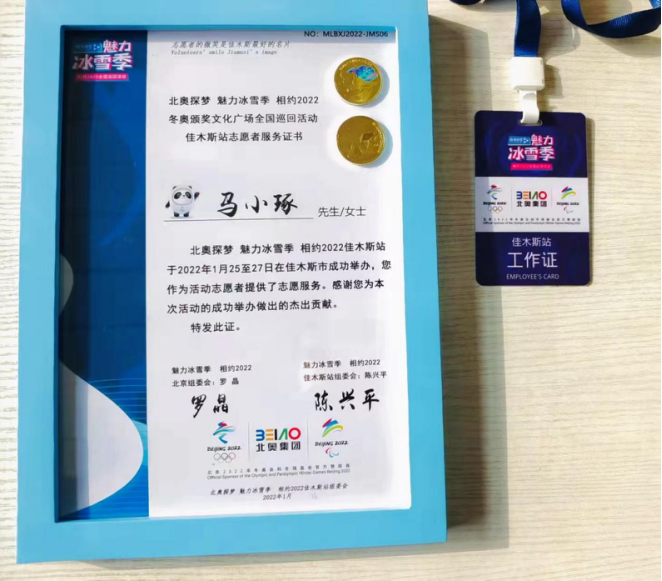 NO: MLBXJ2022-JMS06
志愿者的微笑是佳木斯最好的名片
Volunteers' smile Jiamusi's image
魅力
冰雪季
北奥探梦 魅力冰雪季 相约2022
冬奥颁奖文化广场全国巡回活动
佳木斯站志愿者服务证书
马小琢 先生/女士
北奥探梦 魅力冰雪季 相约2022佳木斯站
于2022年1月25至27日在佳木斯市成功举办，您
作为活动志愿者提供了志愿服务。感谢您为本
次活动的成功举办做出的杰出贡献。
特发此证。
魅力冰雪季 相约2022
北京组委会：罗 晶
罗晶
魅力冰雪季 相约2022
佳木斯站组委会：陈兴平
陈兴平
BEIJING 2022
BEIAO
北奥集团
BEIJING 2022
Official Sponsor of the Olympic and Paralympic Winter Games Beijing 2022
北奥探梦 魅力冰雪季 相约2022佳木斯站组委会
2022年1月
魅力
冰雪季
BEIJING 2022
BEIAO
北奥集团
BEIJING 2022
佳木斯站
工作证
EMPLOYEE'S CARD